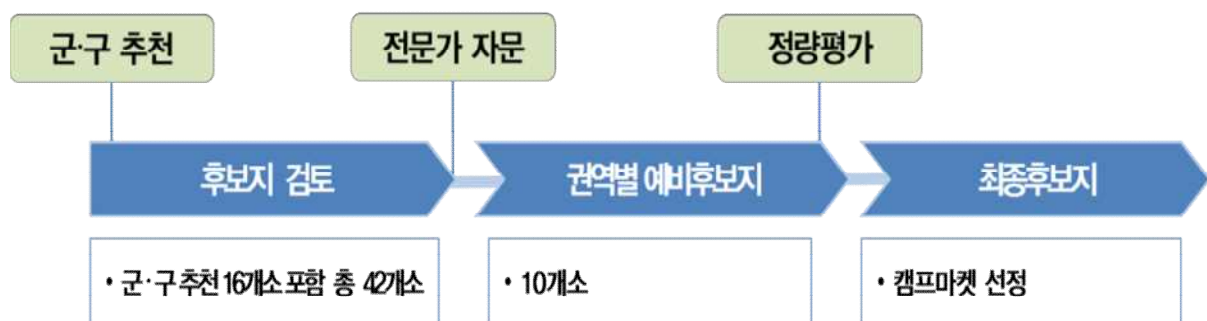 군·구 추천
전문가 자문
정량평가
후보지 검토
권역별 예비후보지
최종후보지
• 군·구 추천 16개소 포함 총 42개소
• 10개소
• 캠프마켓 선정